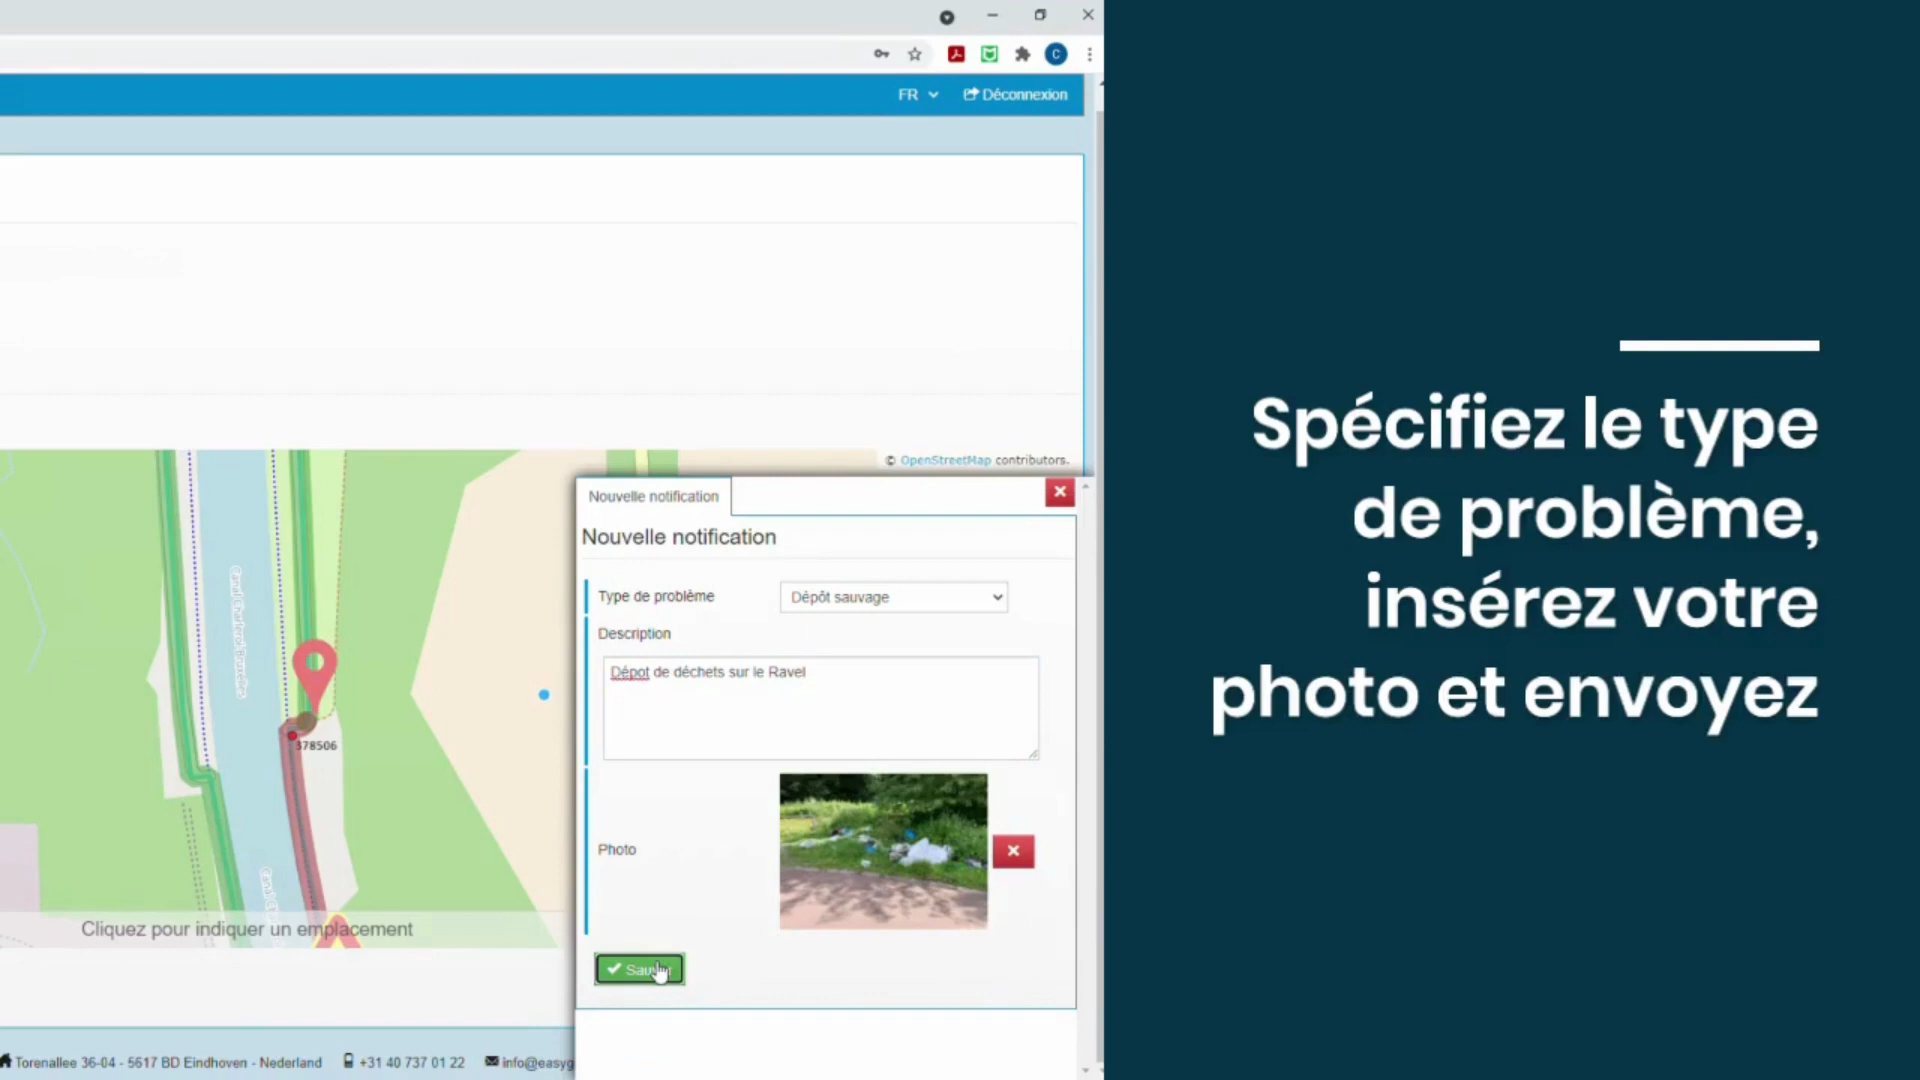 C
FR
Déconnexion
© OpenStreetMap contributors.
Nouvelle notification
Nouvelle notification
Type de problème
Dépôt sauvage
Description
Dépot de déchets sur le Ravel
Photo
378506
Cliquez pour indiquer un emplacement
Torenallee 36-04 - 5617 BD Eindhoven - Nederland
+31 40 737 01 22
info@easyg
Spécifiez le type
de problème,
insérez votre
photo et envoyez